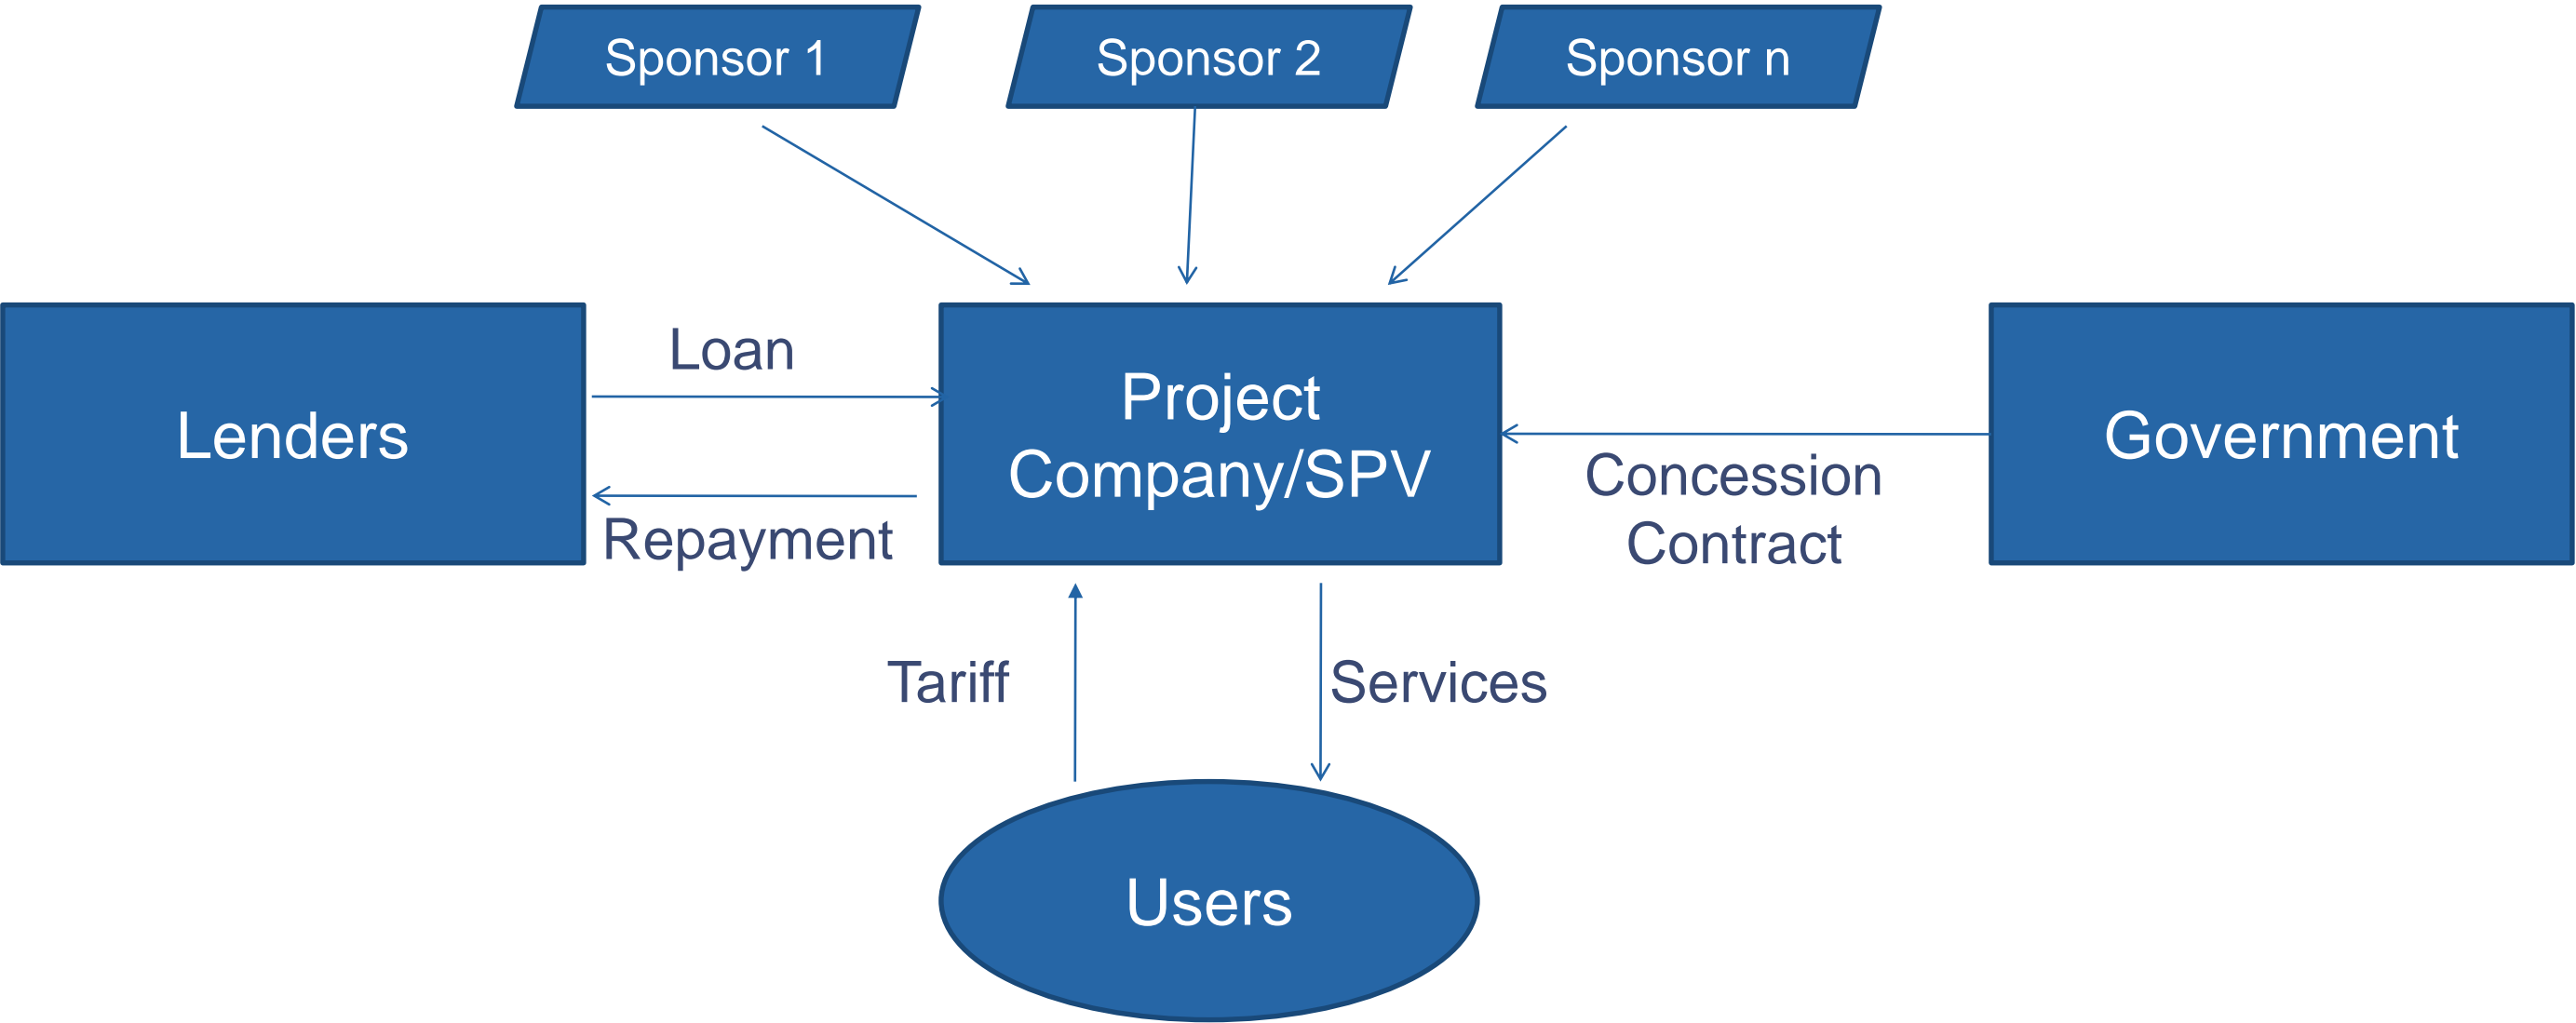 Sponsor 1
Sponsor 2
Sponsor n
Loan
Lenders
Repayment
Project
Company/SPV
Concession
Contract
Government
Tariff
Services
Users